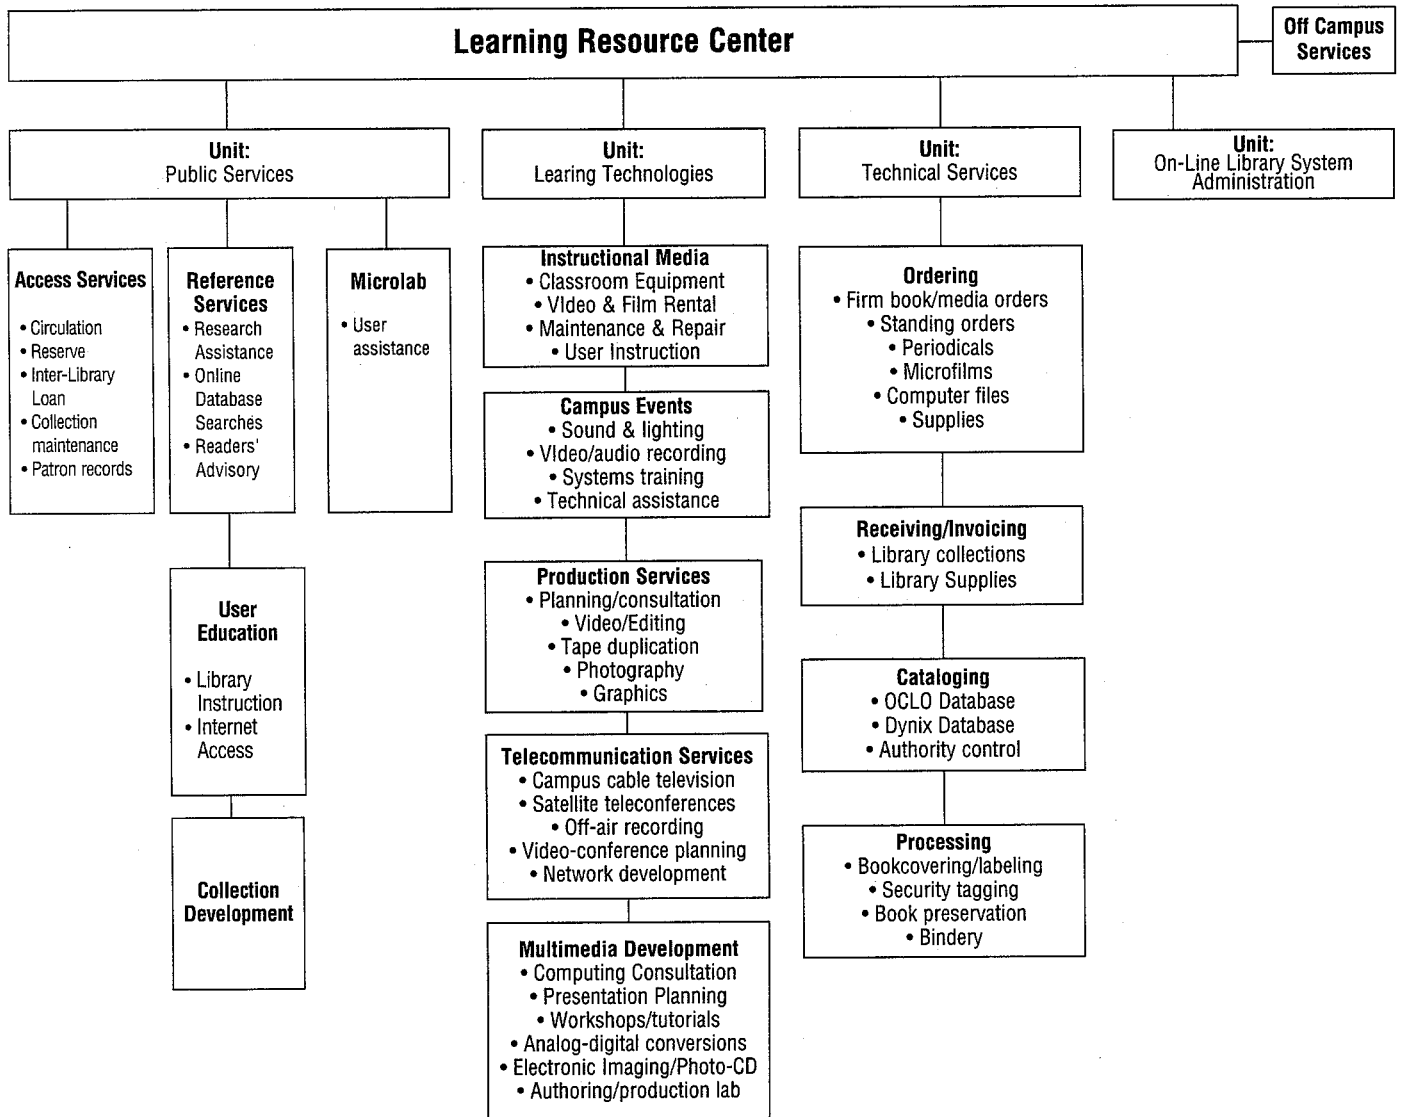 Learning Resource Center
Off Campus
Services
Unit:
Public Services
Unit:
Learing Technologies
Unit:
Technical Services
Unit:
On-Line Library System
Administration
Access Services
• Circulation
• Reserve
• Inter-Library
Loan
• Collection
maintenance
• Patron records
Reference
Services
• Research
Assistance
• Online
Database
Searches
• Readers'
Advisory
Microlab
• User
assistance
User
Education
• Library
Instruction
• Internet
Access
Collection
Development
Instructional Media
• Classroom Equipment
• VIdeo & Film Rental
• Maintenance & Repair
• User Instruction
Campus Events
• Sound & lighting
• VIdeo/audio recording
• Systems training
• Technical assistance
Production Services
• Planning/consultation
• Video/Editing
• Tape duplication
• Photography
• Graphics
Telecommunication Services
• Campus cable television
• Satellite teleconferences
• Off-air recording
• Video-conference planning
• Network development
Multimedia Development
• Computing Consultation
• Presentation Planning
• Workshops/tutorials
• Analog-digital conversions
• Electronic Imaging/Photo-CD
• Authoring/production lab
Ordering
• Firm book/media orders
• Standing orders
• Periodicals
• Microfilms
• Computer files
• Supplies
Receiving/Invoicing
• Library collections
• Library Supplies
Cataloging
• OCLO Database
• Dynix Database
• Authority control
Processing
• Bookcovering/labeling
• Security tagging
• Book preservation
• Bindery